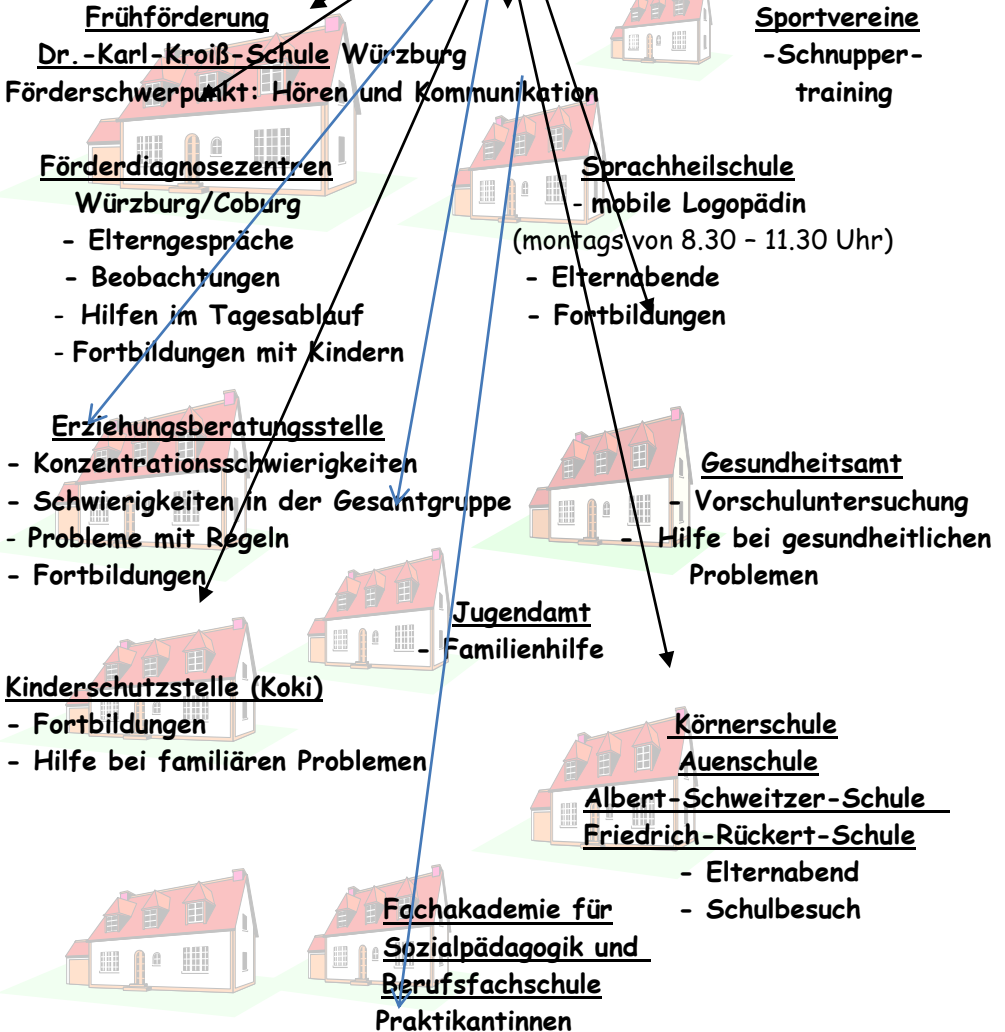 Frühförderung
Dr.-Karl-Kroiß-Schule Würzburg
Förderschwerpunkt: Hören und Kommunikation
Sportvereine
-Schnupper-
training
Förderdiagnosezentren
Würzburg/Coburg
- Elterngespräche
- Beobachtungen
- Hilfen im Tagesablauf
- Fortbildungen mit Kindern
Sprachheilschule
- mobile Logopädin
(montags von 8.30 – 11.30 Uhr)
- Elternabende
- Fortbildungen
Erziehungsberatungsstelle
- Konzentrationsschwierigkeiten
- Schwierigkeiten in der Gesamtgruppe
- Probleme mit Regeln
- Fortbildungen
Gesundheitsamt
- Vorschuluntersuchung
- Hilfe bei gesundheitlichen
Problemen
Jugendamt
- Familienhilfe
Kinderschutzstelle (Koki)
- Fortbildungen
- Hilfe bei familiären Problemen
Körnerschule
Auenschule
Albert-Schweitzer-Schule
Friedrich-Rückert-Schule
- Elternabend
- Schulbesuch
Fachakademie für
Sozialpädagogik und
Berufsfachschule
Praktikantinnen